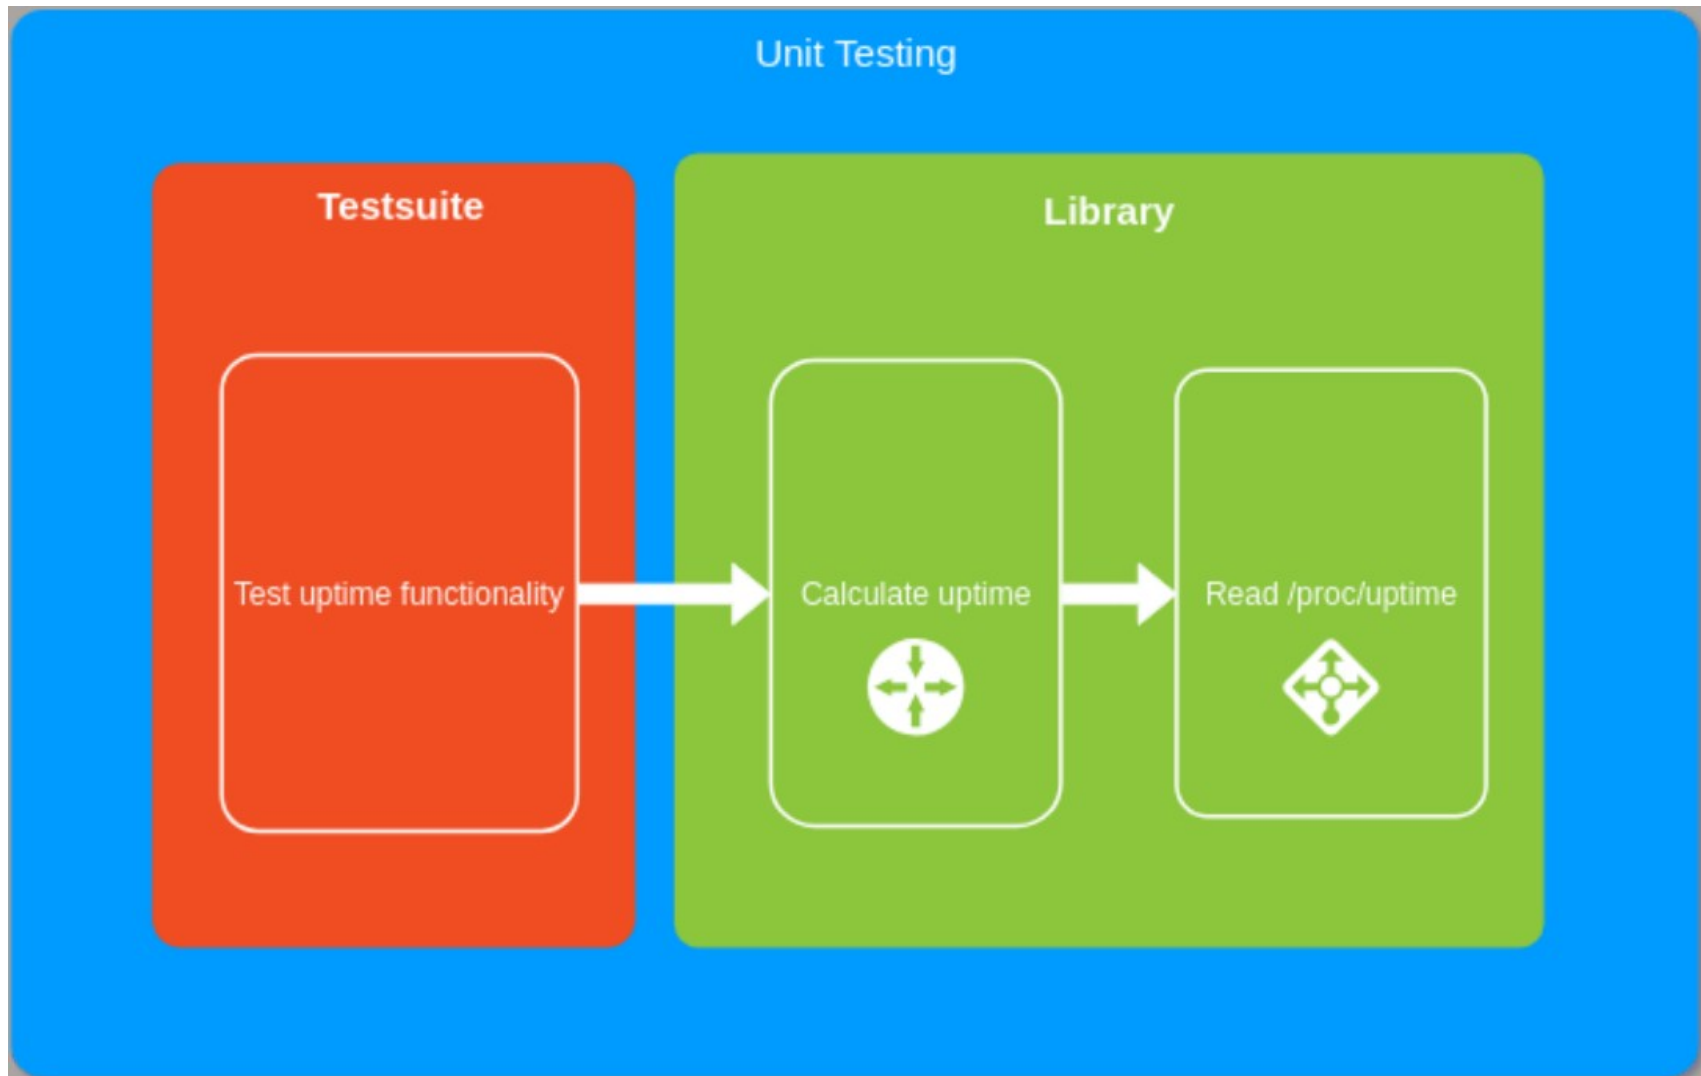 Unit Testing
Testsuite
Library
Test uptime functionality
Calculate uptime
Read /proc/uptime